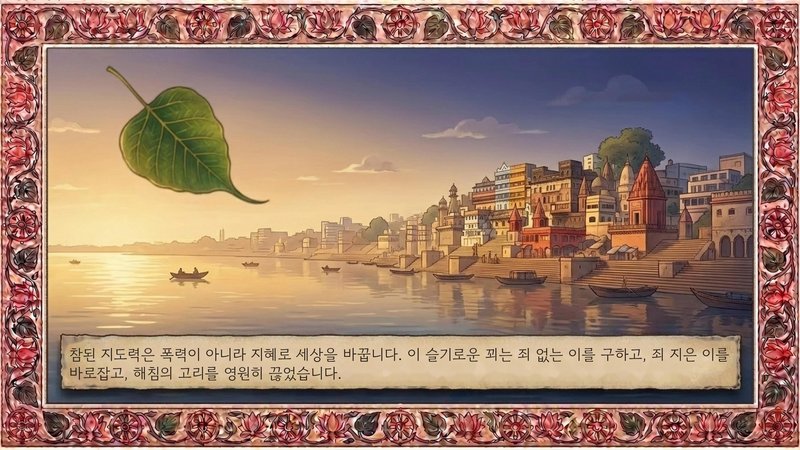 참된 지도력은 폭력이 아니라 지혜로 세상을 바꿉니다. 이 슬기로운 꾀는 죄 없는 이를 구하고, 죄 지은 이를
바로잡고, 해침의 고리를 영원히 끊었습니다.